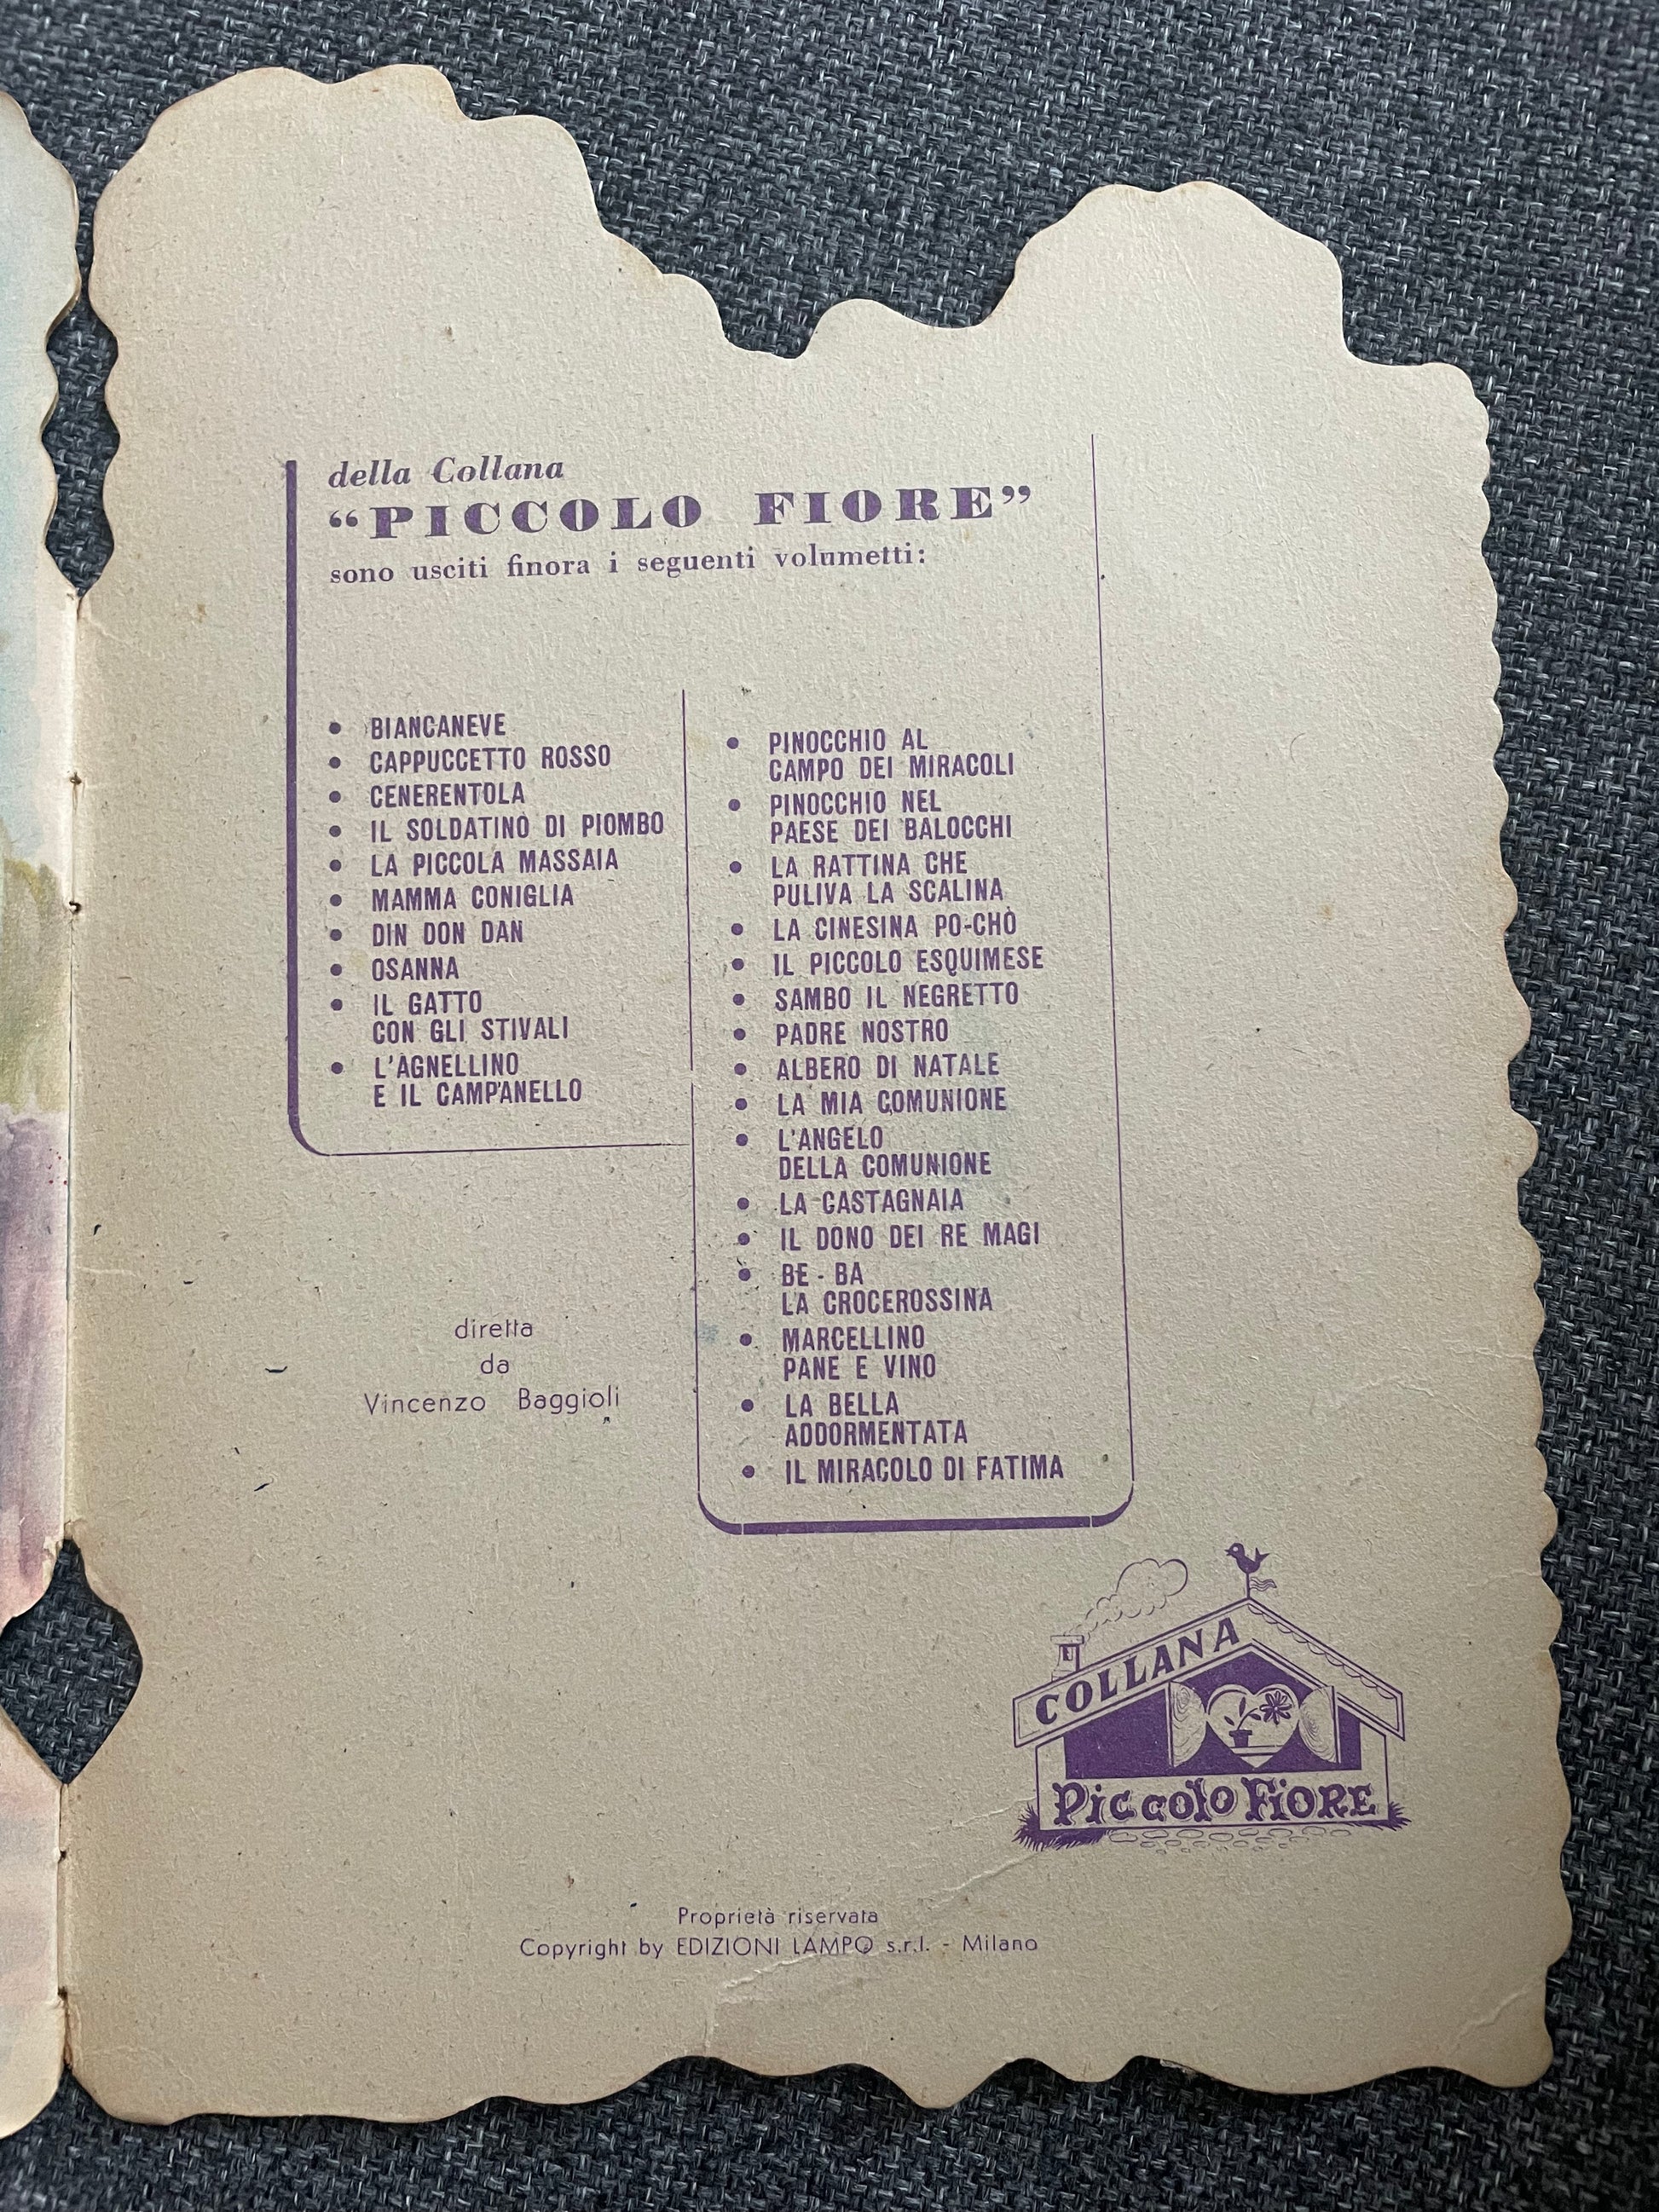 della Collana
“PICCOLO FIORE”
sono usciti finora i seguenti volumetti:
• BIANCANEVE
• CAPPUCCETTO ROSSO
• CENERENTOLA
• IL SOLDATINO DI PIOMBO
• LA PICCOLA MASSAIA
• MAMMA CONIGLIA
• DIN DON DAN
• OSANNA
• IL GATTO
CON GLI STIVALI
• L'AGNELLINO
E IL CAMPANELLO
• PINOCCHIO AL
CAMPO DEI MIRACOLI
• PINOCCHIO NEL
PAESE DEI BALOCCHI
• LA RATTINA CHE
PULIVA LA SCALINA
• LA CINESINA PO-CHÒ
• IL PICCOLO ESQUIMESE
• SAMBO IL NEGRETTO
• PADRE NOSTRO
• ALBERO DI NATALE
• LA MIA COMUNIONE
• L'ANGELO
DELLA COMUNIONE
• LA CASTAGNAIA
• IL DONO DEI RE MAGI
• BE - BA
LA CROCEROSSINA
• MARCELLINO
PANE E VINO
• LA BELLA
ADDORMENTATA
• IL MIRACOLO DI FATIMA
diretta
da
Vincenzo Baggioli
COLLANA
Piccolo FiORE
Proprietà riservata
Copyright by EDIZIONI LAMPO s.r.l. - Milano